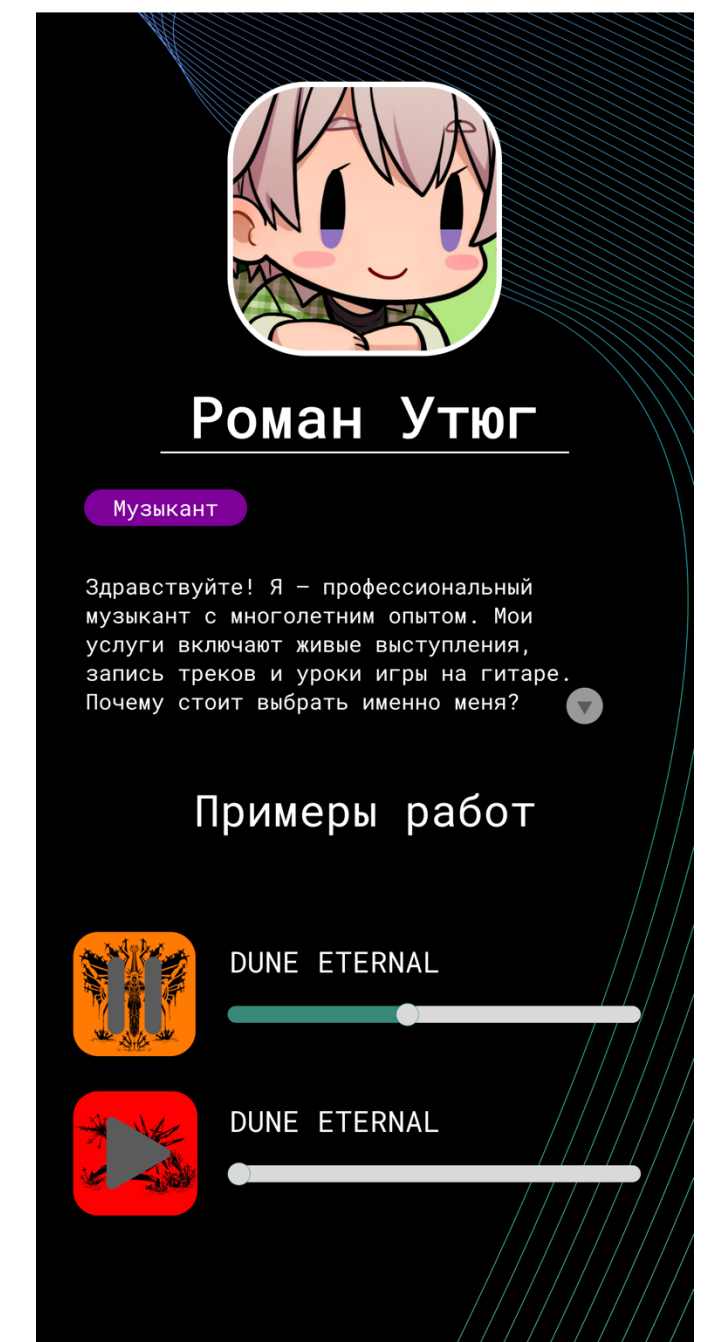 Роман Утюг
Музыкант
Здравствуйте! Я — профессиональный
музыкант с многолетним опытом. Мои
услуги включают живые выступления,
запись треков и уроки игры на гитаре.
Почему стоит выбрать именно меня?
Примеры работ
DUNE ETERNAL
DUNE ETERNAL